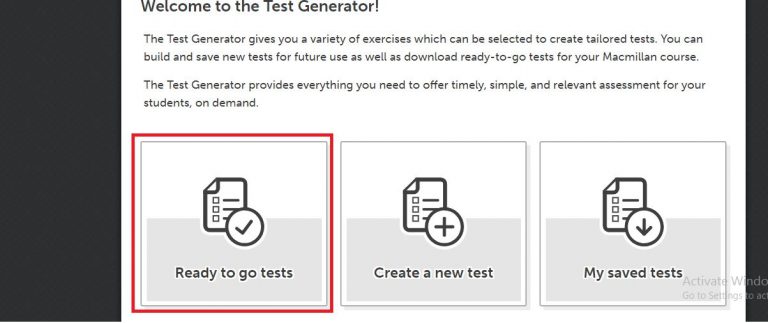 Welcome to the Test Generator!
The Test Generator gives you a variety of exercises which can be selected to create tailored tests. You can
build and save new tests for future use as well as download ready-to-go tests for your Macmillan course.
The Test Generator provides everything you need to offer timely, simple, and relevant assessment for your
students, on demand.
Ready to go tests
Create a new test
My saved tests
Activate Windo
Go to Settings to act